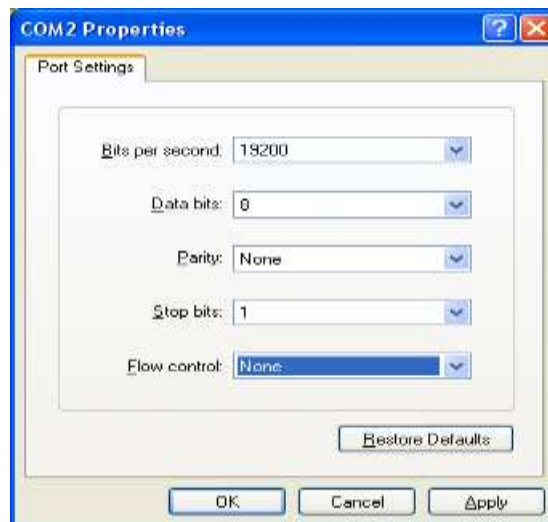 COM2 Properties
Port Settings
Bits per second: 19200
Data bits: 8
Parity: None
Stop bits: 1
Flow control: None
Restore Defaults
OK Cancel Apply